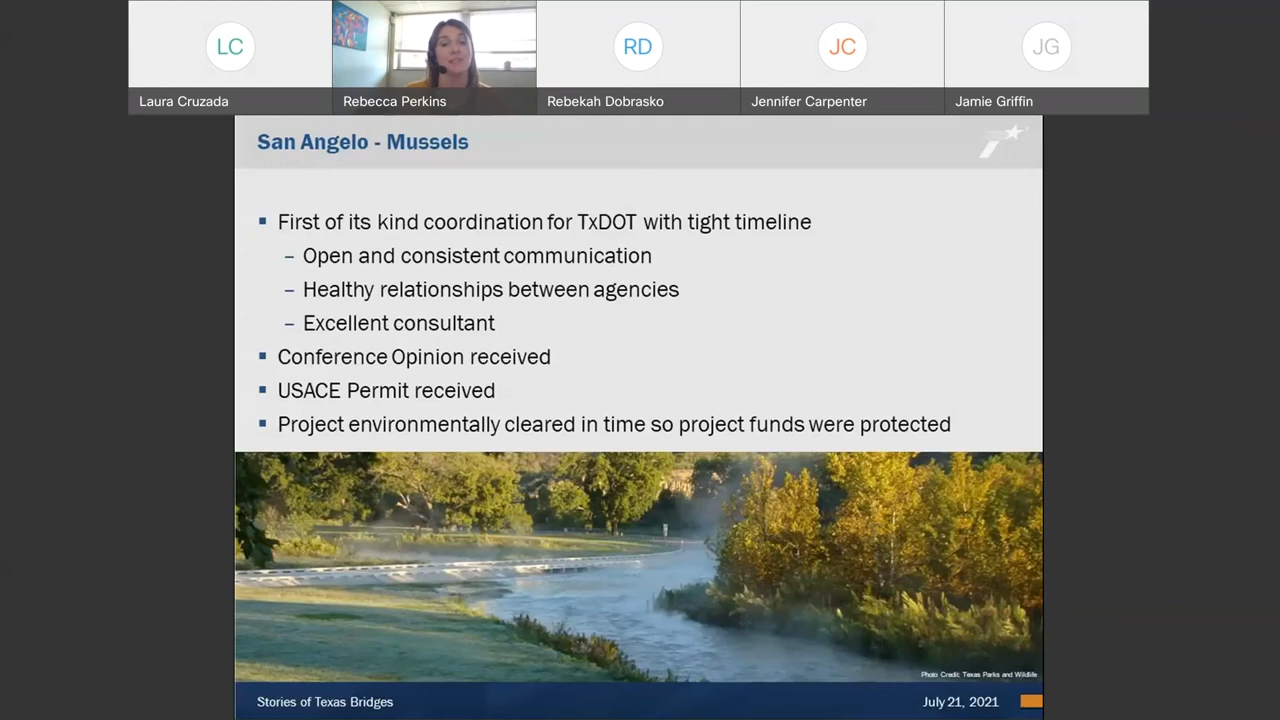 LC
RD
JC
JG
Laura Cruzada
Rebecca Perkins
Rebekah Dobrasko
Jennifer Carpenter
Jamie Griffin
San Angelo - Mussels
▪ First of its kind coordination for TxDOT with tight timeline
– Open and consistent communication
– Healthy relationships between agencies
– Excellent consultant
▪ Conference Opinion received
▪ USACE Permit received
▪ Project environmentally cleared in time so project funds were protected
Photo Credit: Texas Parks and Wildlife
Stories of Texas Bridges
July 21, 2021